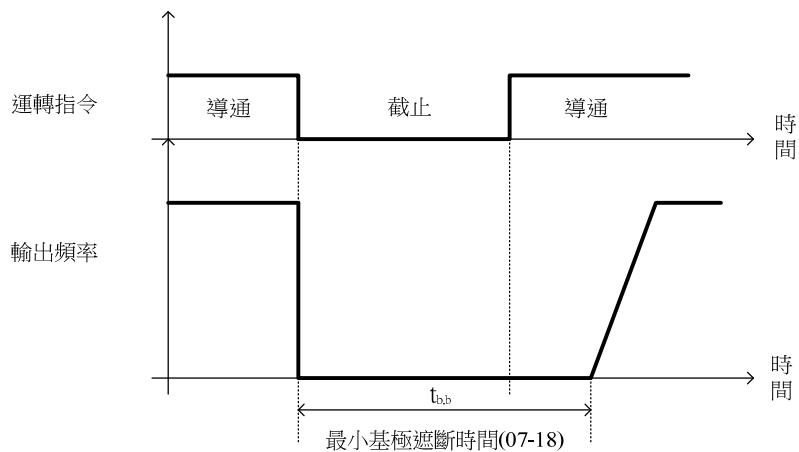 運轉指令
導通
截止
導通
時間
輸出頻率
時間
tb.b
最小基極遮斷時間(07-18)